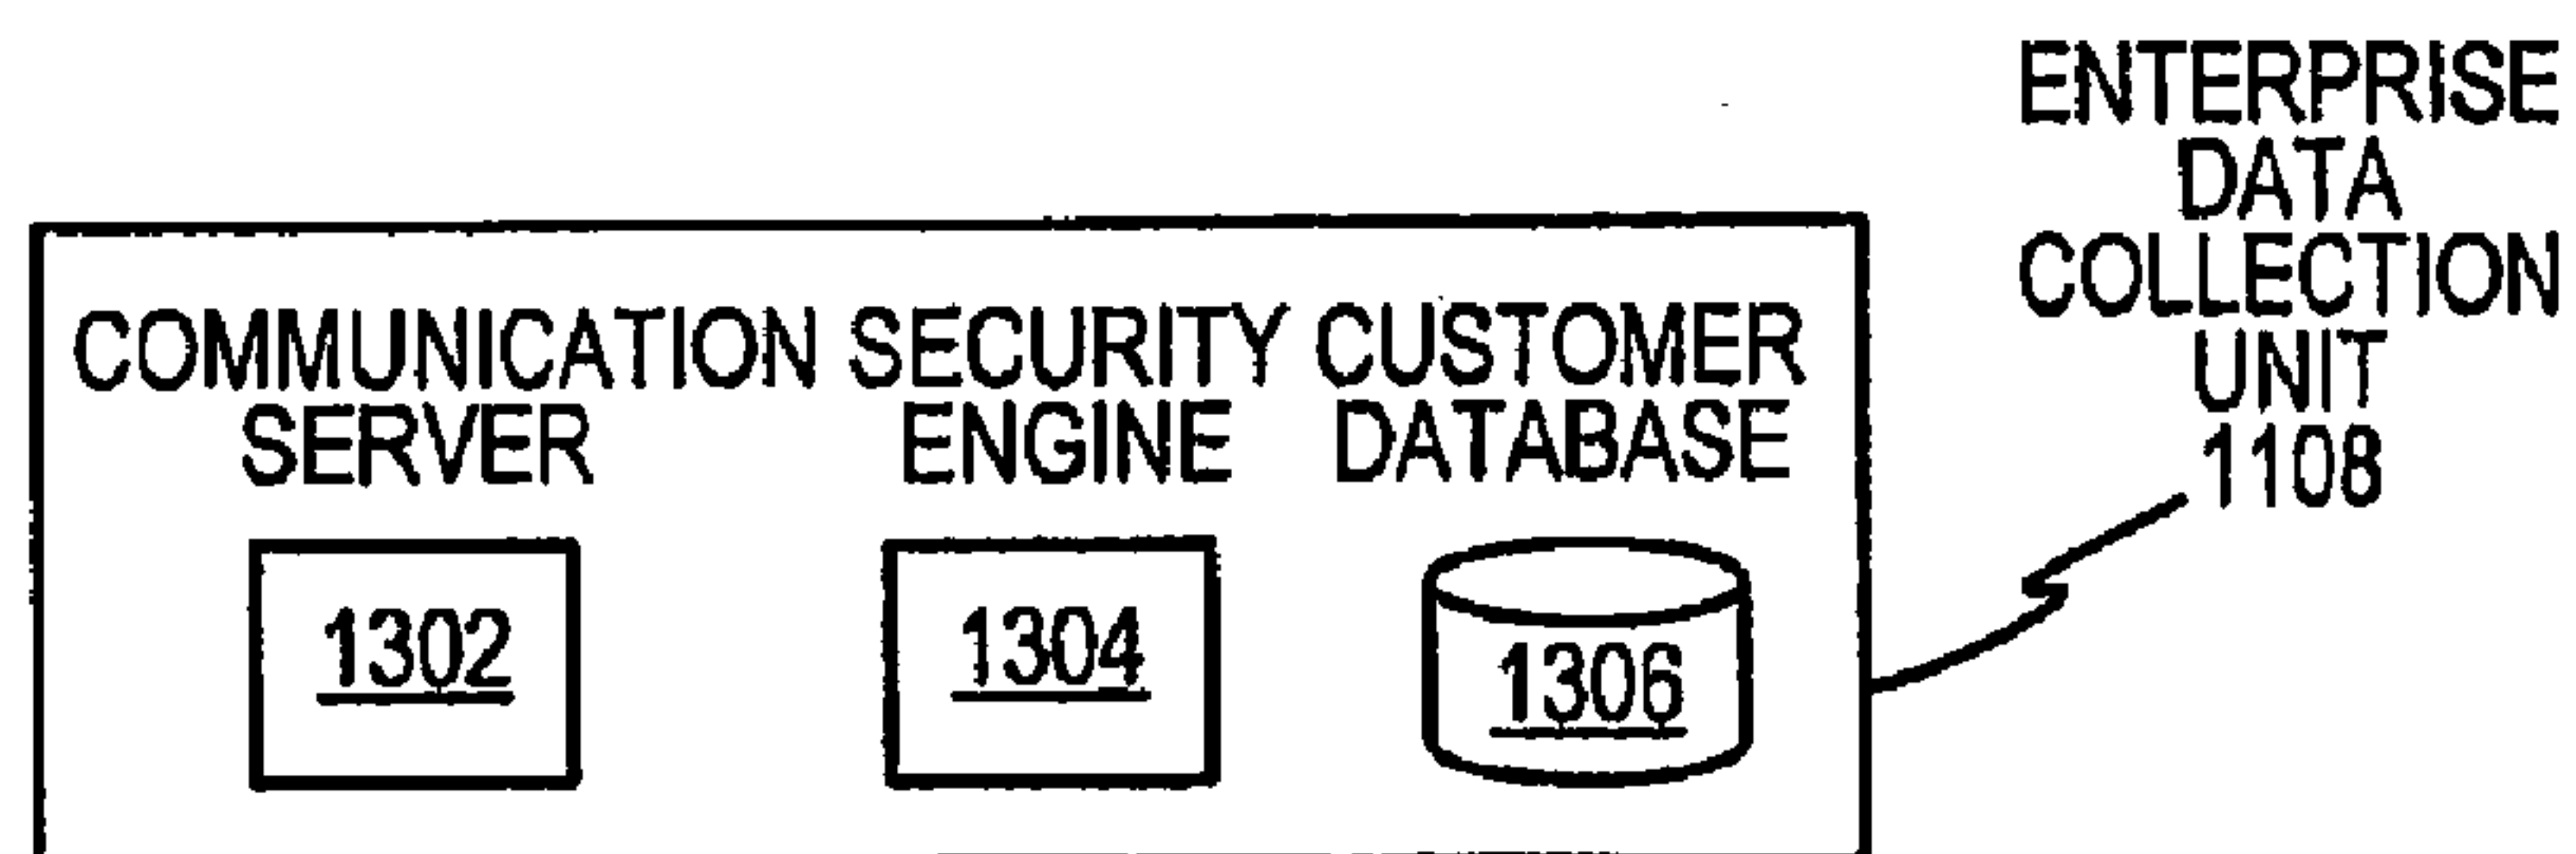 ENTERPRISE
DATA
COLLECTION
UNIT
1108
COMMUNICATION SECURITY CUSTOMER
SERVER ENGINE DATABASE
1302 1304 1306